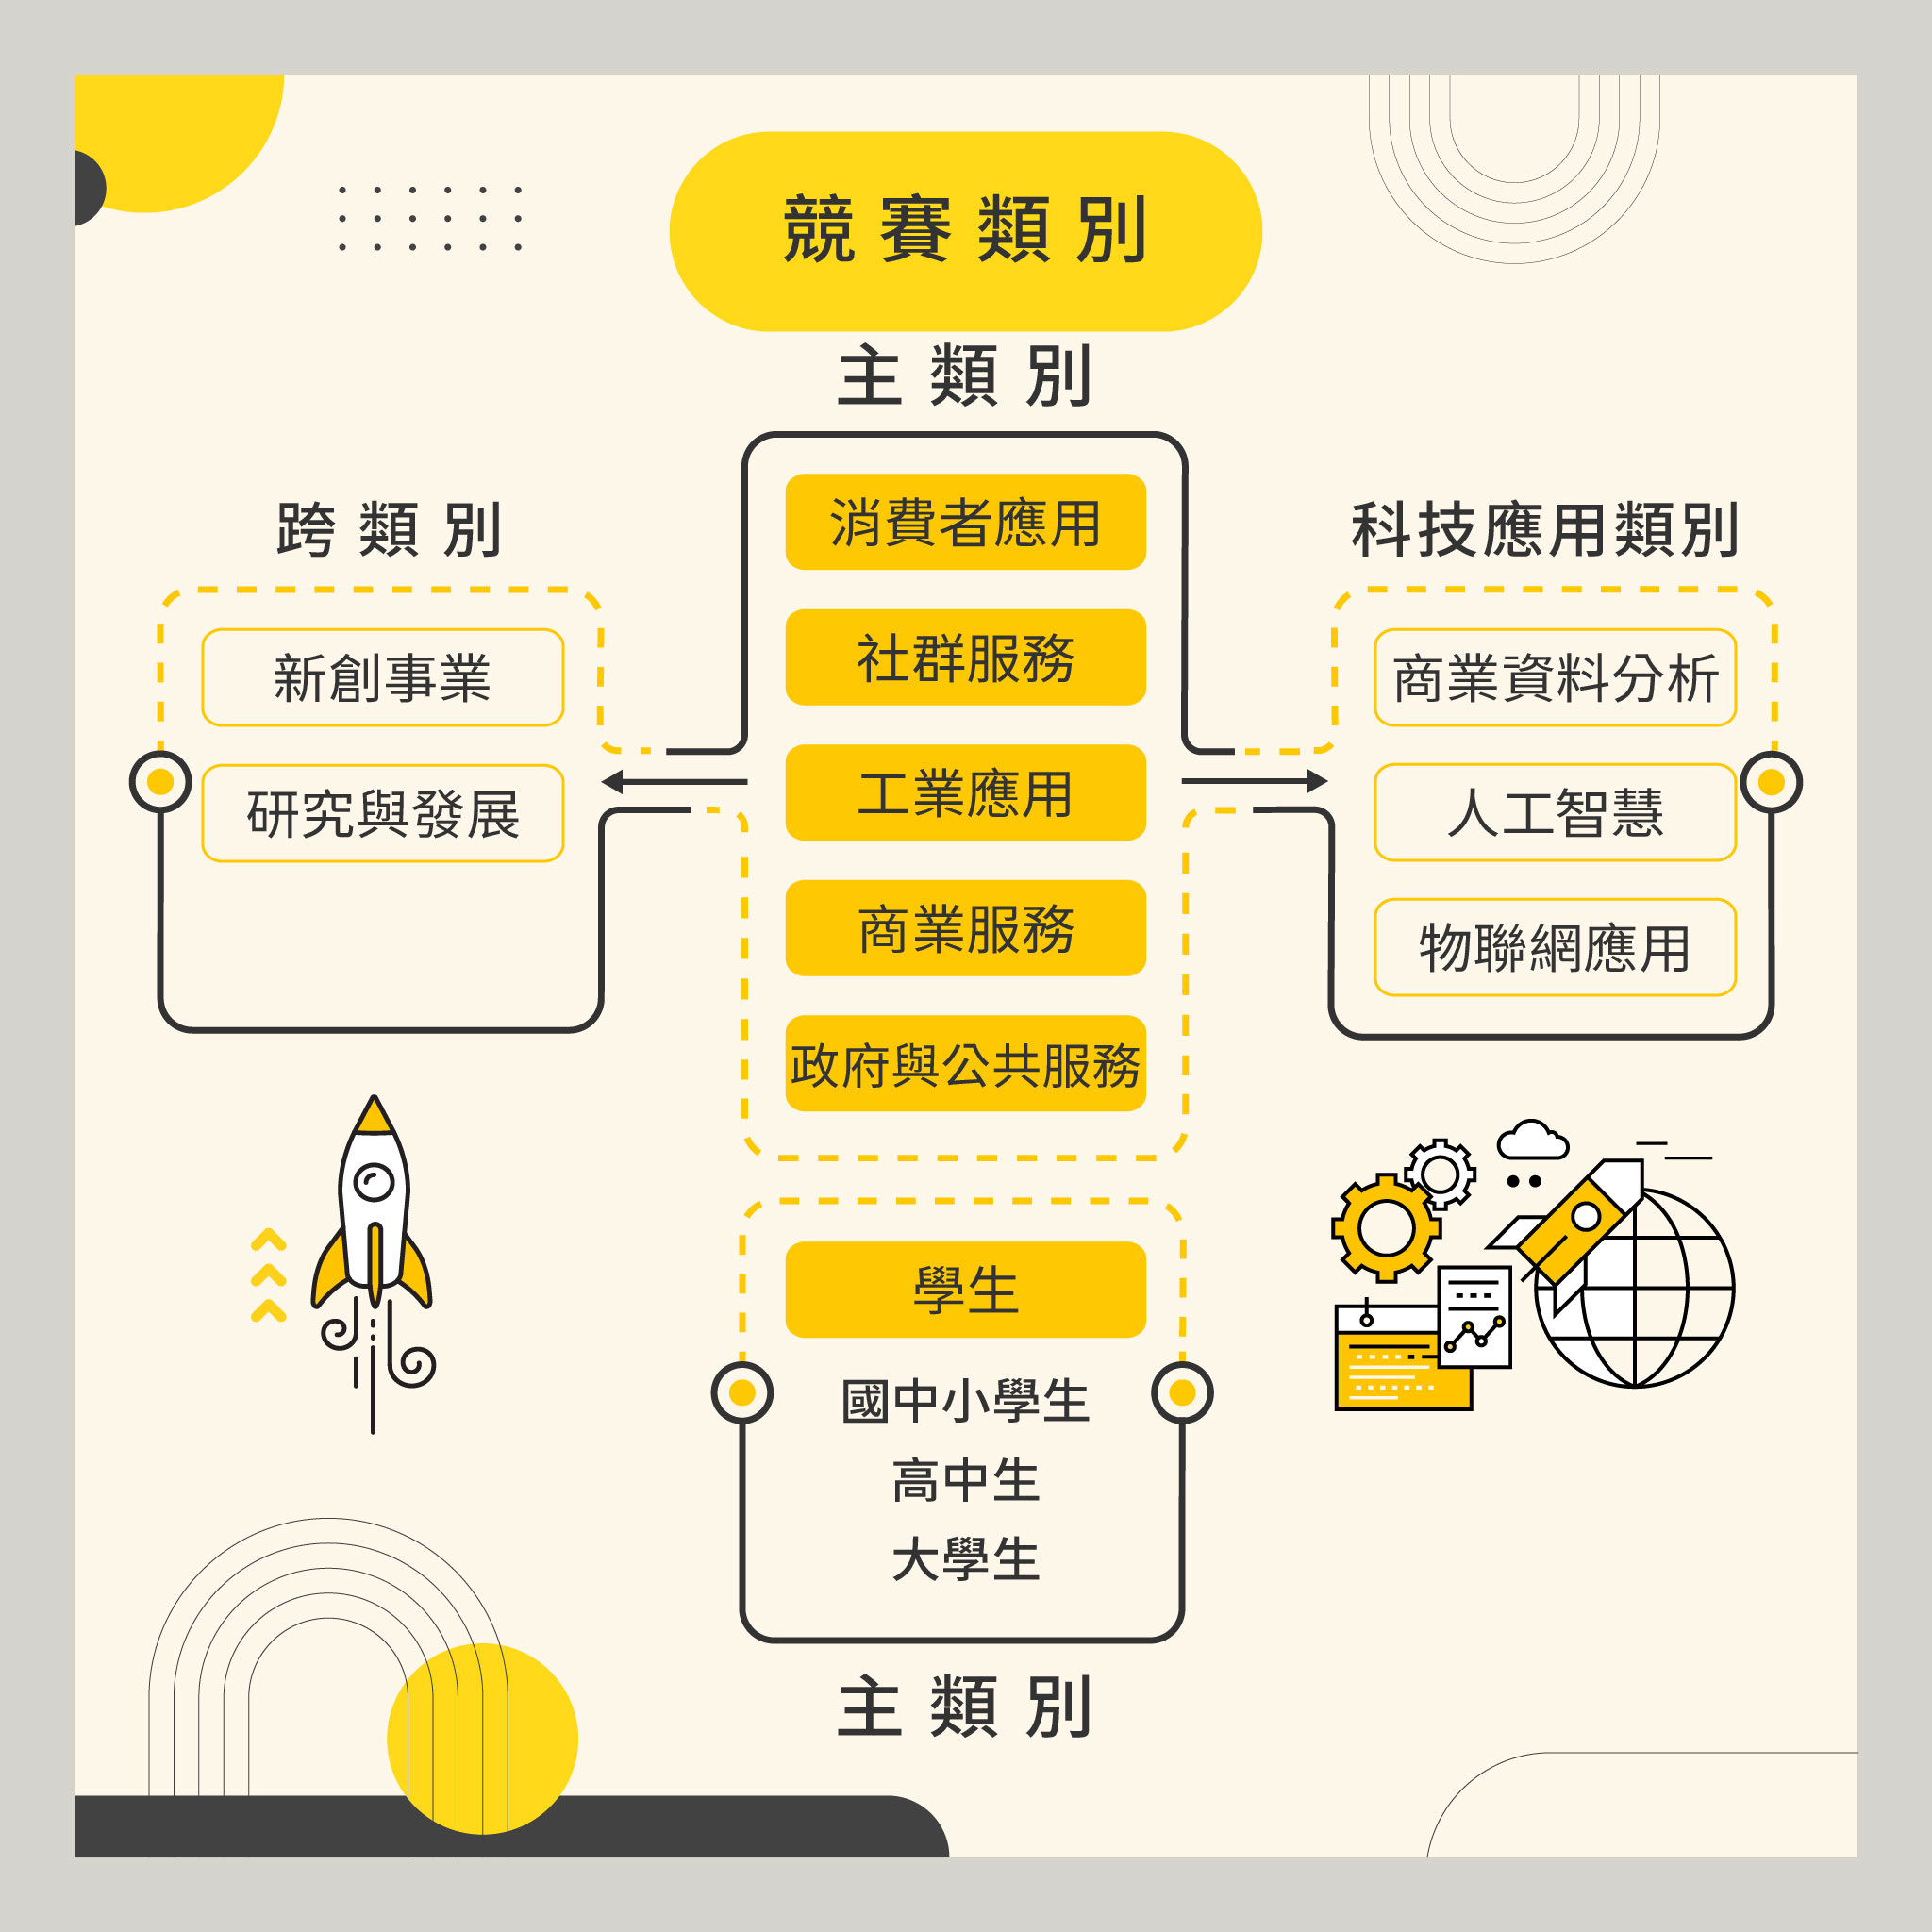 競賽類別
主類別
消費者應用
社群服務
工業應用
商業服務
政府與公共服務
跨類別
新創事業
研究與發展
科技應用類別
商業資料分析
人工智慧
物聯網應用
學生
國中小學生
高中生
大學生
主類別